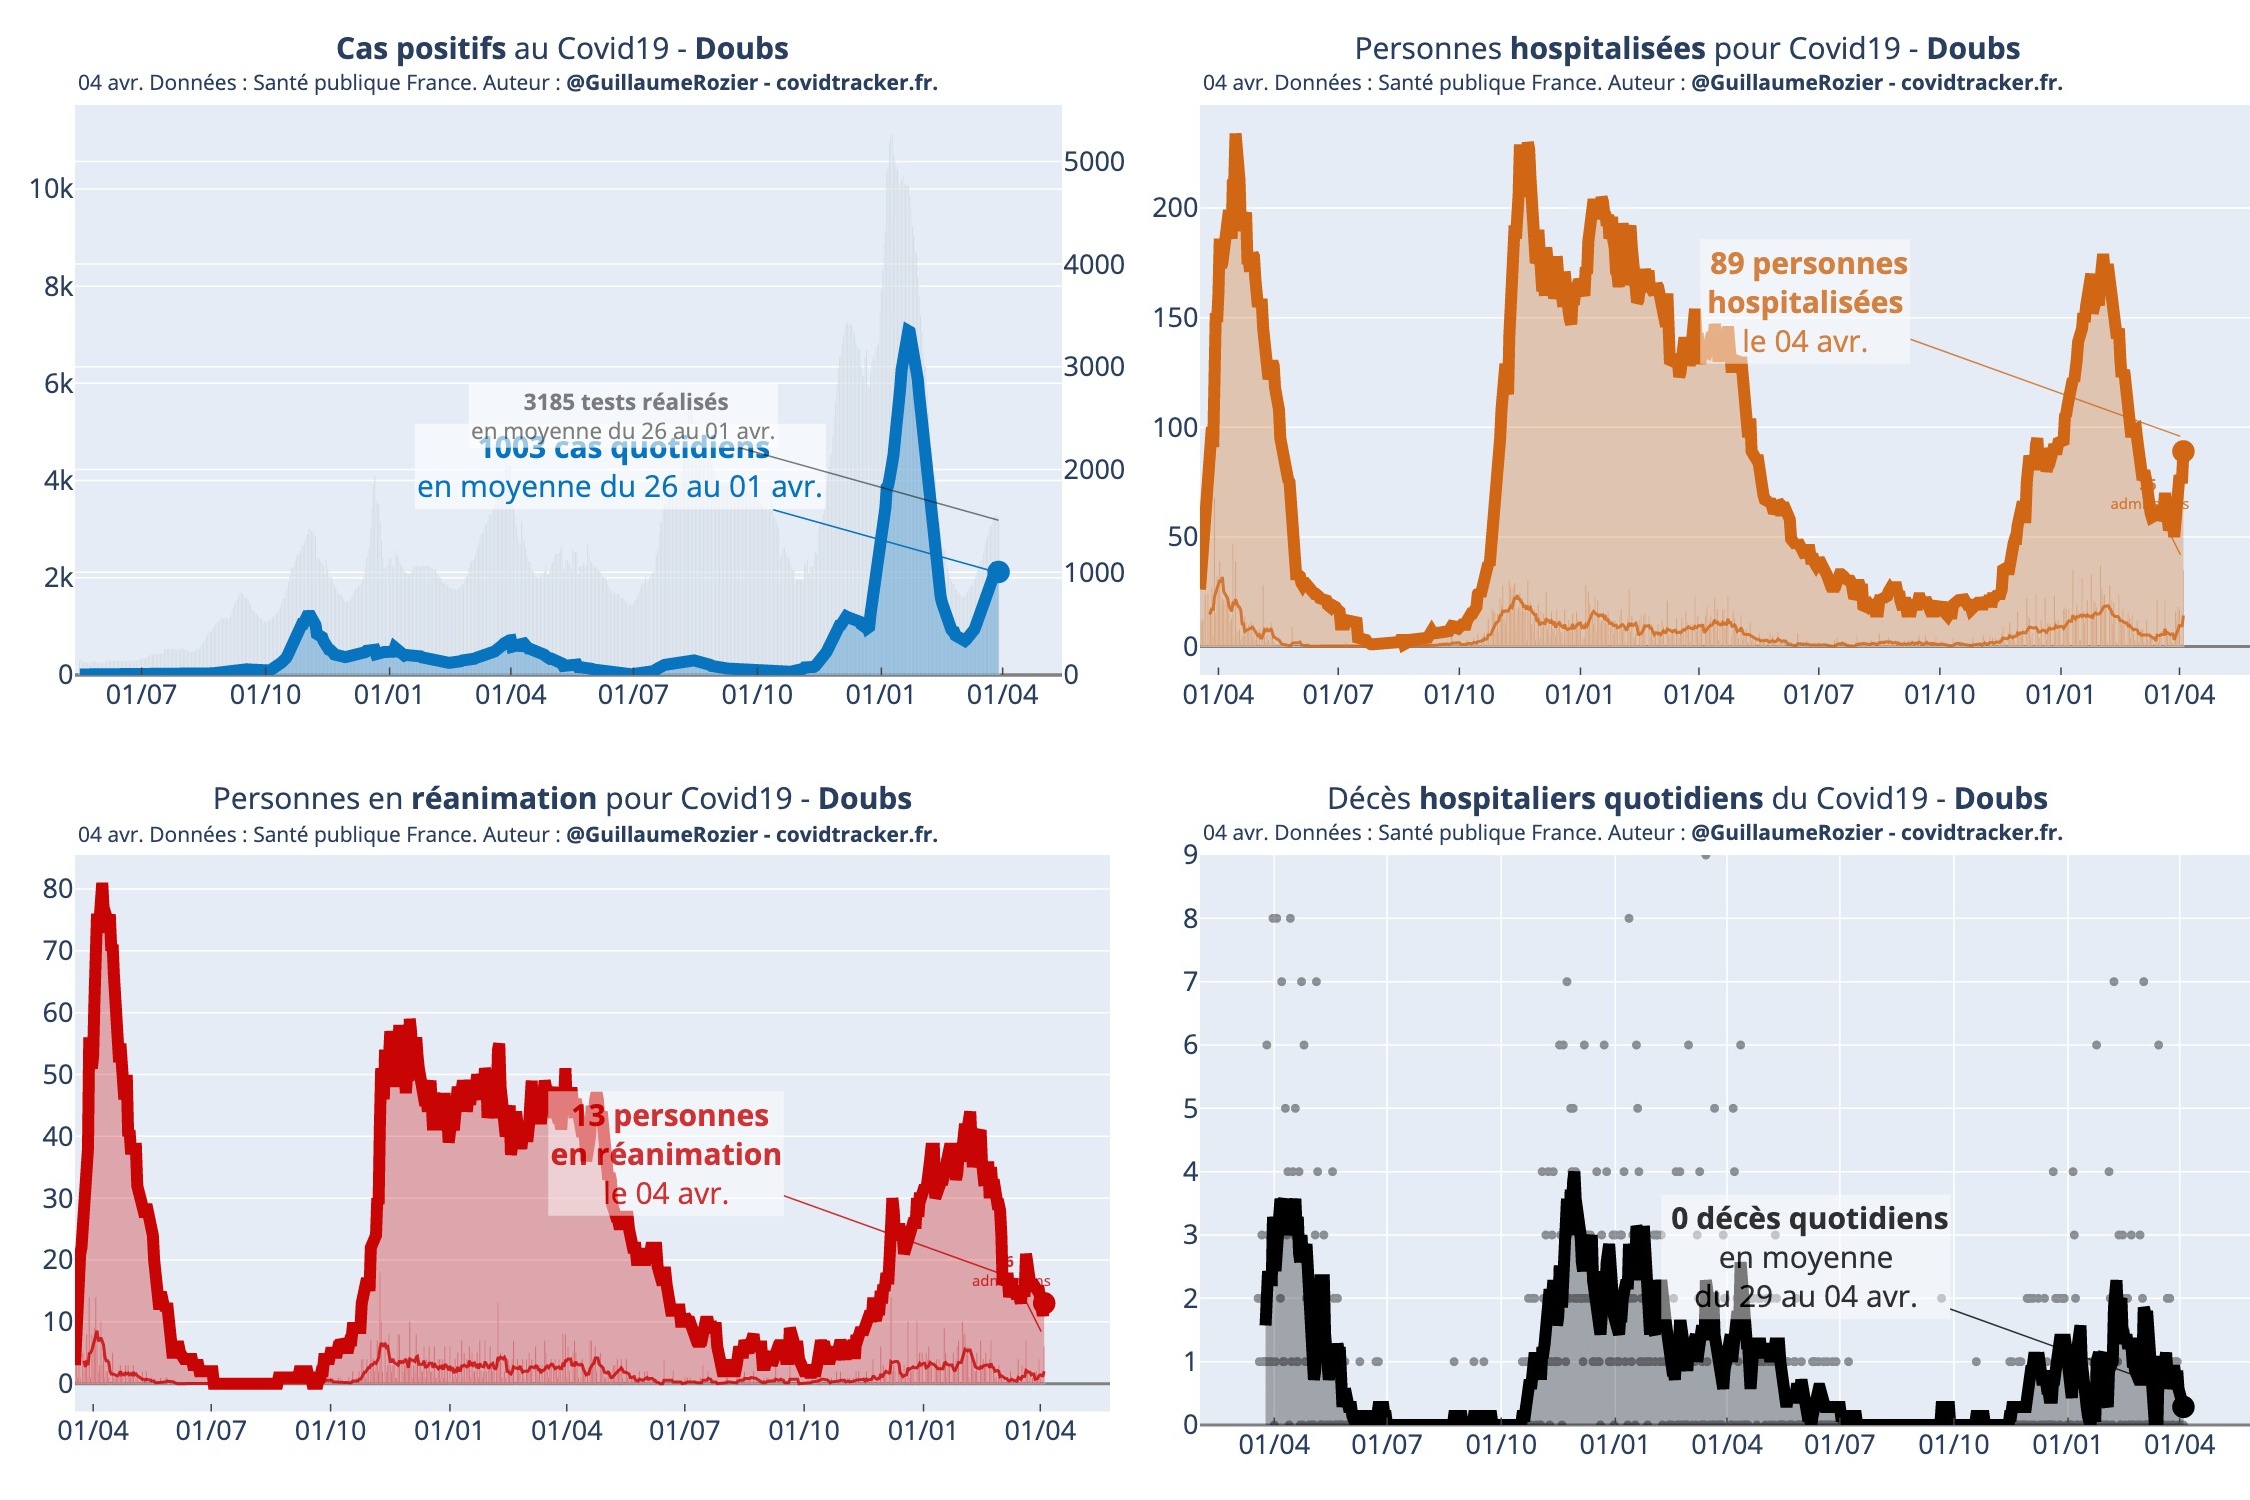 Cas positifs au Covid19 - Doubs
04 avr. Données : Santé publique France. Auteur : @GuillaumeRozier - covidtracker.fr.
10k
8k
6k
4k
2k
0
5000
4000
3000
2000
1000
0
3185 tests réalisés
en moyenne du 26 au 01 avr.
1003 cas quotidiens
en moyenne du 26 au 01 avr.
01/07
01/10
01/01
01/04
01/07
01/10
01/01
01/04
Personnes hospitalisées pour Covid19 - Doubs
04 avr. Données : Santé publique France. Auteur : @GuillaumeRozier - covidtracker.fr.
200
150
100
50
0
89 personnes
hospitalisées
le 04 avr.
01/04
01/07
01/10
01/01
01/04
01/07
01/10
01/01
01/04
Personnes en réanimation pour Covid19 - Doubs
04 avr. Données : Santé publique France. Auteur : @GuillaumeRozier - covidtracker.fr.
80
70
60
50
40
30
20
10
0
13 personnes
en réanimation
le 04 avr.
01/04
01/07
01/10
01/01
01/04
01/07
01/10
01/01
01/04
Décès hospitaliers quotidiens du Covid19 - Doubs
04 avr. Données : Santé publique France. Auteur : @GuillaumeRozier - covidtracker.fr.
9
8
7
6
5
4
3
2
1
0
0 décès quotidiens
en moyenne
du 29 au 04 avr.
01/04
01/07
01/10
01/01
01/04
01/07
01/10
01/01
01/04